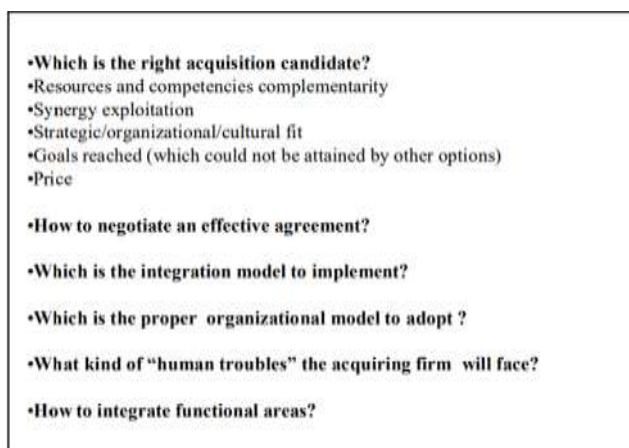 •Which is the right acquisition candidate?
•Resources and competencies complementarity
•Synergy exploitation
•Strategic/organizational/cultural fit
•Goals reached (which could not be attained by other options)
•Price
•How to negotiate an effective agreement?
•Which is the integration model to implement?
•Which is the proper organizational model to adopt ?
•What kind of “human troubles” the acquiring firm will face?
•How to integrate functional areas?